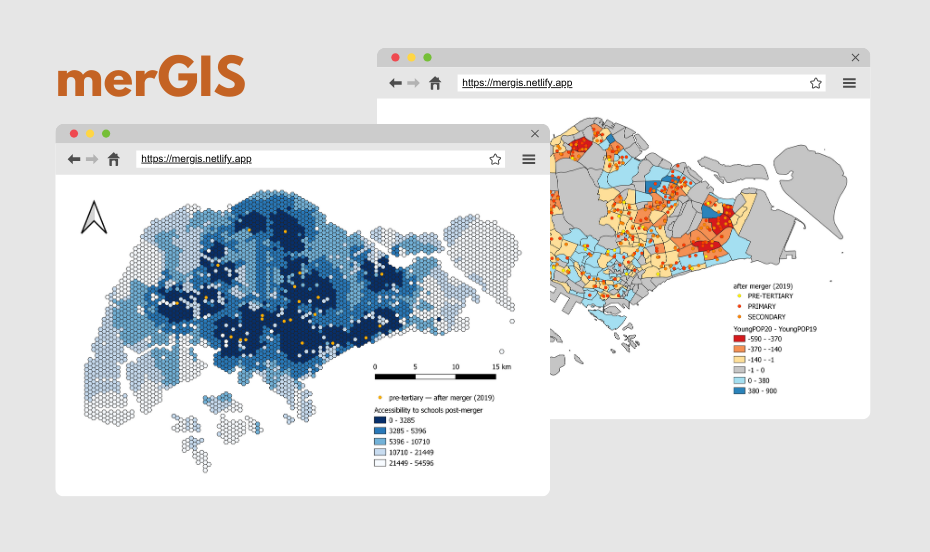 merGIS
https://mergis.netlify.app
https://mergis.netlify.app
0 5 10 15 km
pre-tertiary — after merger (2019)
Accessibility to schools post-merger
0 - 3285
3285 - 5396
5396 - 10710
10710 - 21449
21449 - 54596
after merger (2019)
PRE-TERTIARY
PRIMARY
SECONDARY
YoungPOP20 - YoungPOP19
-590 - -370
-370 - -140
-140 - -1
-1 - 0
0 - 380
380 - 900